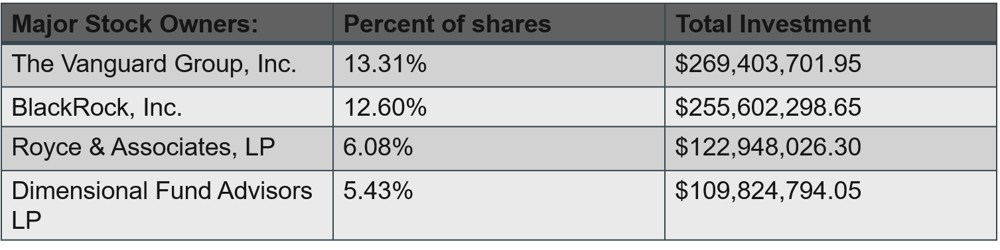 Major Stock Owners: Percent of shares Total Investment
The Vanguard Group, Inc. 13.31% $269,403,701.95
BlackRock, Inc. 12.60% $255,602,298.65
Royce & Associates, LP 6.08% $122,948,026.30
Dimensional Fund Advisors 5.43% $109,824,794.05
LP